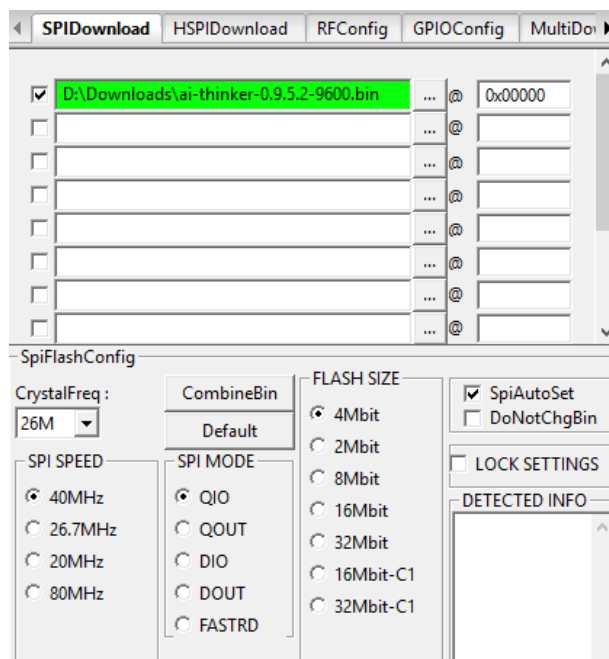 SPIDownload HSPIDownload RFConfig GPIOConfig
D:\Downloads\ai-thinker-0.9.5.2-9600.bin ... @ 0x00000
... @
... @
... @
... @
... @
... @
... @
SpiFlashConfig
CrystalFreq :
26M
CombineBin
Default
SPI SPEED
40MHz
26.7MHz
20MHz
80MHz
SPI MODE
QIO
QOUT
DIO
DOUT
FASTRD
FLASH SIZE
4Mbit
2Mbit
8Mbit
16Mbit
32Mbit
16Mbit-C1
32Mbit-C1
SpiAutoSet
DoNotChgBin
LOCK SETTINGS
DETECTED INFO